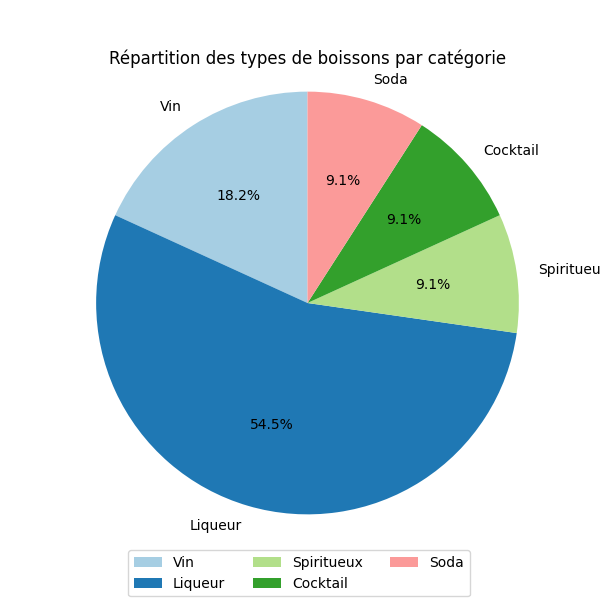 Répartition des types de boissons par catégorie
Soda
Vin
Cocktail
9.1%
18.2%
9.1%
Spiritueu
9.1%
54.5%
Liqueur
Vin
Spiritueux
Soda
Liqueur
Cocktail